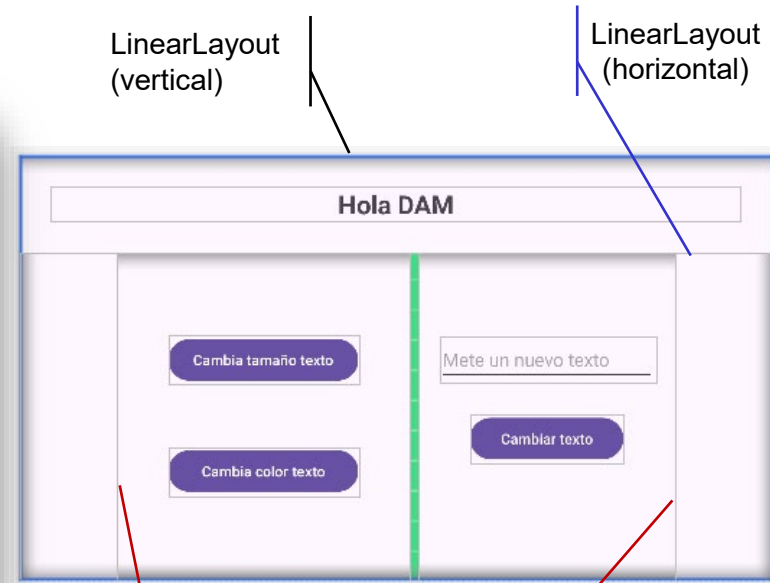 LinearLayout
(vertical)
LinearLayout
(horizontal)
Hola DAM
Cambia tamaño texto
Mete un nuevo texto
Cambiar texto
Cambia color texto